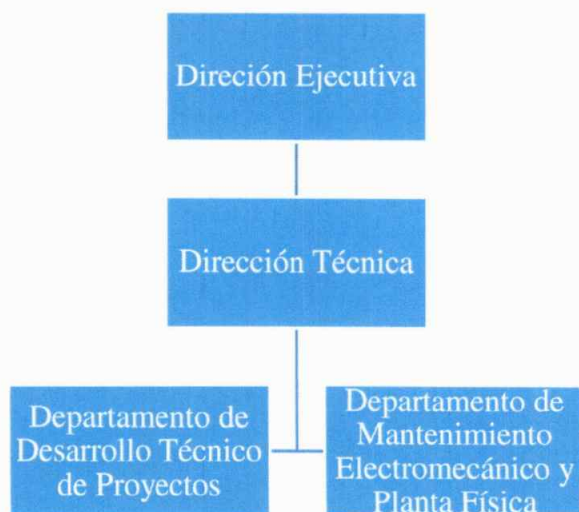 Direción Ejecutiva
Dirección Técnica
Departamento de
Desarrollo Técnico
de Proyectos
Departamento de
Mantenimiento
Electromecánico y
Planta Física